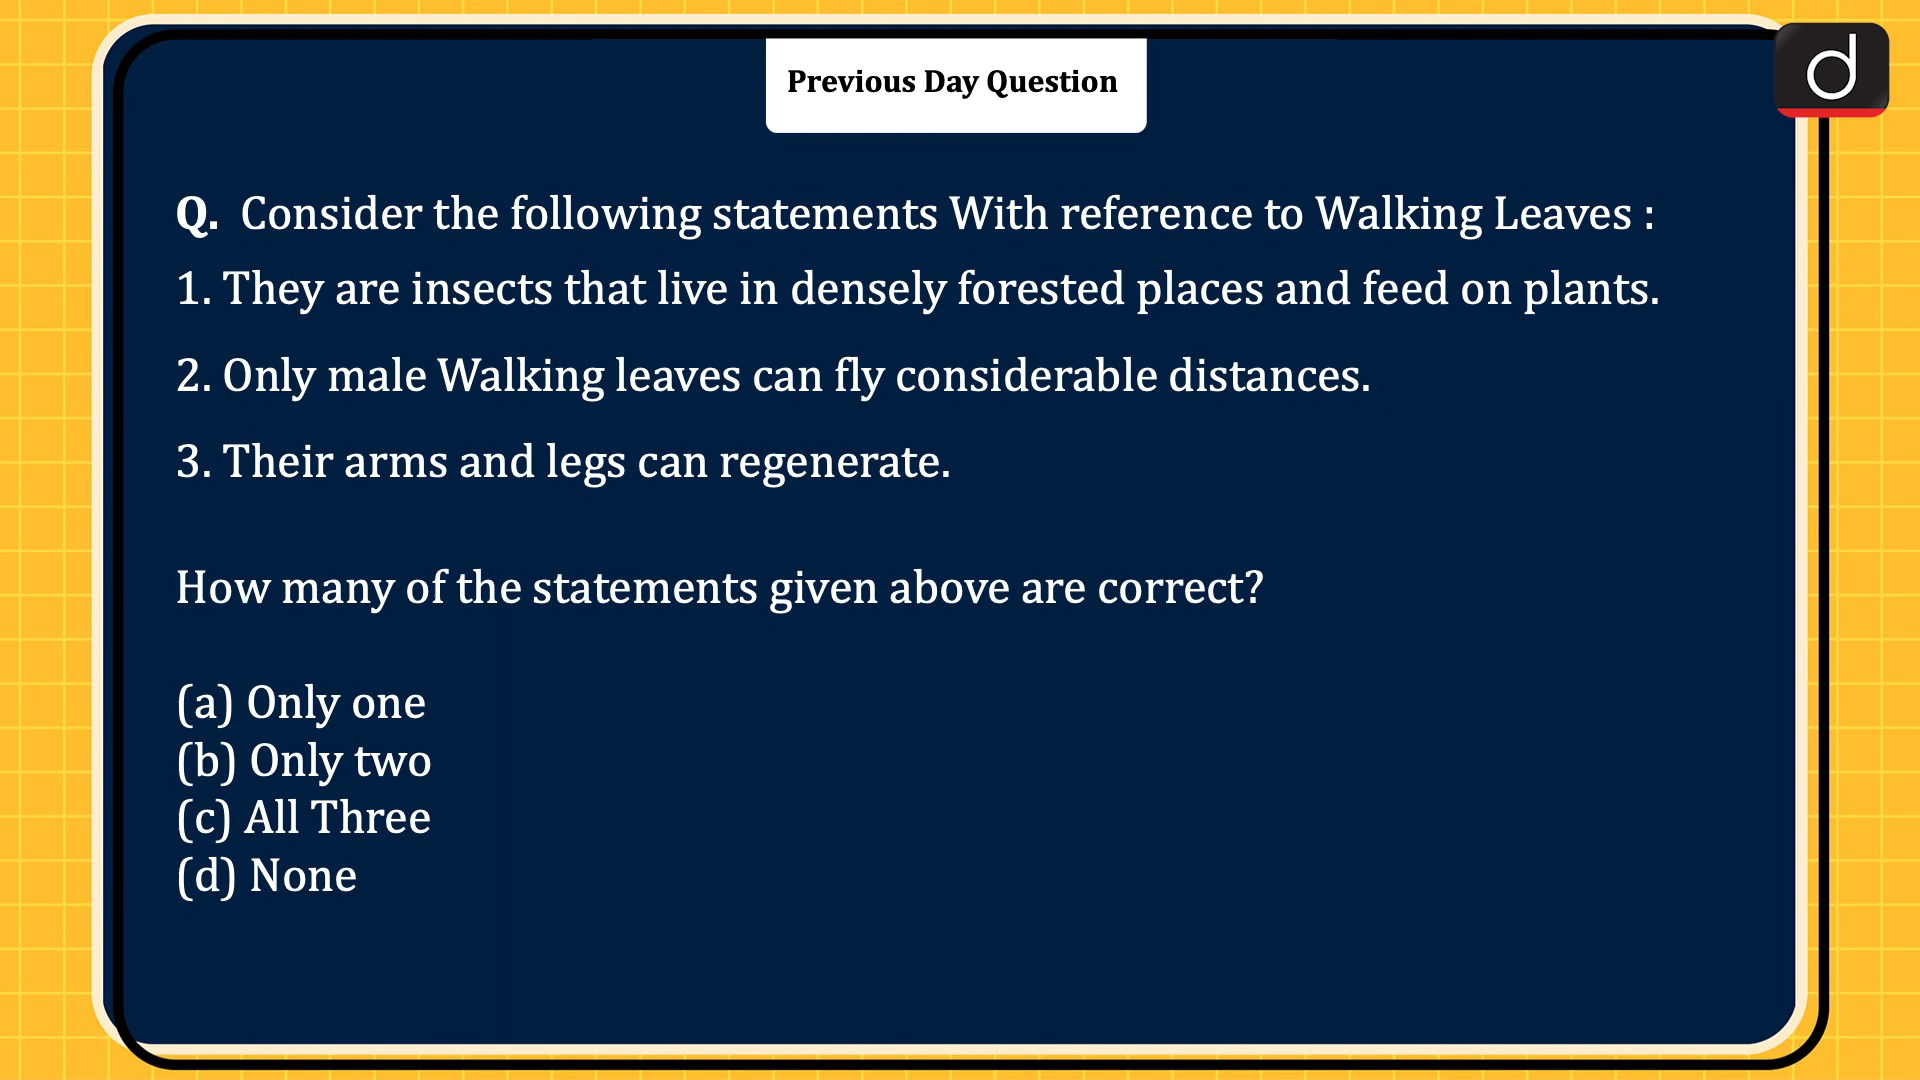 Previous Day Question
d
Q. Consider the following statements With reference to Walking Leaves :
1. They are insects that live in densely forested places and feed on plants.
2. Only male Walking leaves can fly considerable distances.
3. Their arms and legs can regenerate.
How many of the statements given above are correct?
(a) Only one
(b) Only two
(c) All Three
(d) None